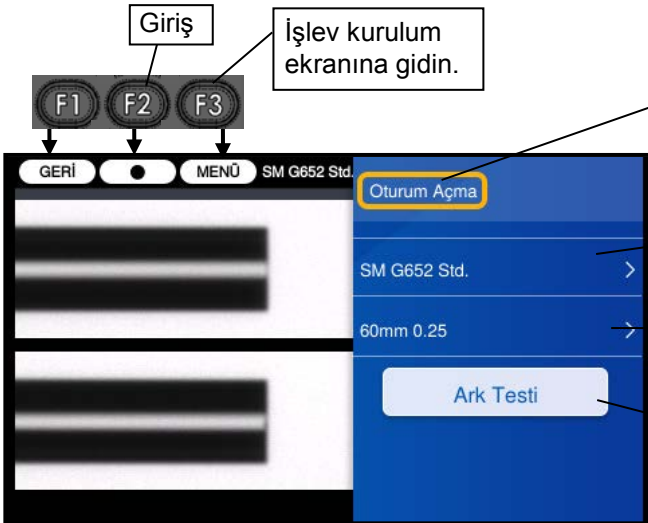 Giriş
İşlev kurulum
ekranına gidin.
F1 F2 F3
GERİ MENÜ SM G652 Std.
Oturum Açma
SM G652 Std.
60mm 0.25
Ark Testi